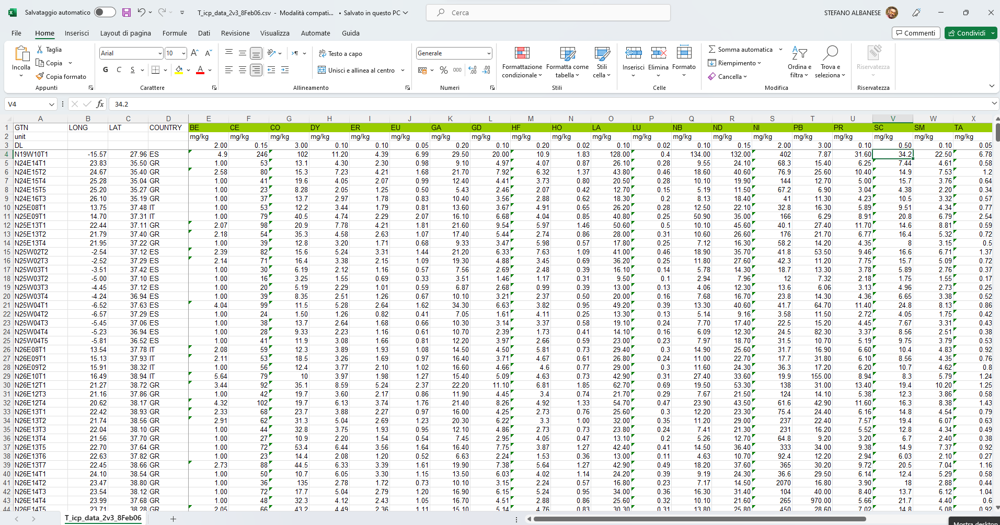 Salvataggio automatico T_icp_data_2v3_8Feb06.csv - Modalità compati... • Salvato in questo PC Cerca STEFANO ALBANESE
File Home Inserisci Layout di pagina Formule Dati Revisione Visualizza Automate Guida Commenti Condividi
Incolla Taglia Copia Copia formato Appunti
Arial 10 G C S Carattere
Testo a capo Unisci e allinea al centro Allineamento
Generale % 000 Numeri
Formattazione condizionale Formatta come tabella Stili cella Stili
Inserisci Elimina Formato Celle
Somma automatica Riempimento Cancella Ordina e filtra Trova e seleziona Modifica
Riservatezza Riservatezza
V4 fx 34.2
A B C D E F G H I J K L M N O P Q R S T U V W X
1 GTN LONG LAT COUNTRY BE CE CO DY ER EU GA GD HF HO LA LU NB ND NI PB PR SC SM TA
2 unit mg/kg mg/kg mg/kg mg/kg mg/kg mg/kg mg/kg mg/kg mg/kg mg/kg mg/kg mg/kg mg/kg mg/kg mg/kg mg/kg mg/kg mg/kg mg/kg mg/kg
3 DL 2.00 0.15 3.00 0.10 0.10 0.05 0.20 0.10 0.20 0.02 0.10 0.02 0.10 0.15 2.00 3.00 0.10 0.50 0.10 0.05
4 N19W10T1 -15.57 27.96 ES 4.9 246 102 11.20 4.39 6.99 29.50 20.00 10.9 1.83 128.00 0.4 134.00 132.00 402 7.87 31.60 34.2 22.50 6.78
5 N24E14T1 23.83 35.50 GR 1.00 53 13.1 4.30 2.30 0.98 9.10 4.97 4.07 0.87 26.10 0.28 9.55 24.10 68.3 15.40 6.25 7.44 4.61 0.58
6 N24E15T2 24.67 35.40 GR 2.58 80 15.3 7.23 4.21 1.68 21.70 7.92 6.32 1.37 43.80 0.46 18.60 40.60 76.9 25.60 10.40 14.9 7.53 1.2
7 N24E15T4 25.28 35.04 GR 1.00 41 19.6 4.05 2.07 0.99 12.40 4.41 3.73 0.80 20.50 0.28 10.10 19.90 144 12.70 5.00 15.7 3.76 0.64
8 N24E15T5 25.20 35.27 GR 1.00 23 8.28 2.05 1.25 0.50 5.43 2.46 2.07 0.42 12.70 0.15 5.19 11.50 67.2 6.90 3.04 4.38 2.20 0.34
9 N24E16T3 26.10 35.19 GR 1.00 37 13.7 2.97 1.78 0.83 10.40 3.56 2.88 0.62 18.30 0.2 8.13 18.40 41 11.30 4.23 10.5 3.32 0.57
10 N25E08T1 13.75 37.48 IT 1.00 53 12.2 3.44 1.79 0.81 13.60 3.67 4.91 0.65 26.20 0.28 12.50 22.10 32.8 16.30 5.89 9.51 4.34 0.77
11 N25E09T1 14.70 37.31 IT 1.00 79 40.5 4.74 2.29 2.07 16.10 6.68 4.04 0.85 40.80 0.25 50.90 35.00 166 6.29 8.91 20.8 6.79 2.54
12 N25E13T1 22.44 37.11 GR 2.07 98 20.9 7.78 4.21 1.81 21.60 9.54 5.97 1.46 50.60 0.5 10.10 45.60 40.1 27.40 11.70 14.6 8.81 0.59
13 N25E13T2 21.79 37.40 GR 2.18 54 35.3 4.58 2.63 1.07 17.40 5.44 2.74 0.86 28.00 0.31 10.60 26.60 176 21.70 6.77 16.4 5.32 0.72
14 N25E13T4 21.95 37.22 GR 1.00 39 12.8 3.20 1.71 0.68 9.33 3.47 5.98 0.57 17.80 0.25 7.12 16.30 58.2 14.20 4.35 8 3.15 0.5
15 N25W02T2 -2.54 37.12 ES 2.39 82 15.6 5.24 3.31 1.44 21.20 6.33 7.63 1.09 41.00 0.46 18.90 35.70 41.8 53.50 9.46 16.6 6.71 1.37
16 N25W02T3 -2.52 37.29 ES 2.14 71 16.4 3.38 2.15 1.09 19.30 4.88 3.45 0.69 36.20 0.25 11.80 27.60 42.3 11.20 7.75 15.7 5.09 0.72
17 N25W03T1 -3.51 37.42 ES 1.00 30 6.19 2.12 1.16 0.57 7.56 2.69 2.48 0.39 16.10 0.14 5.78 14.30 18.7 13.30 3.78 5.89 2.76 0.37
18 N25W03T2 -5.00 37.10 ES 1.00 16 3.25 1.55 0.69 0.33 3.51 1.46 1.17 0.31 9.50 0.1 2.94 7.96 12 7.32 2.18 1.75 1.55 0.17
19 N25W03T3 -4.45 37.12 ES 1.00 20 5.19 2.29 1.01 0.59 6.87 2.68 0.99 0.39 13.00 0.13 4.06 12.30 13.6 6.06 3.13 4.96 2.73 0.25
20 N25W03T4 -4.24 36.94 ES 1.00 39 8.35 2.51 1.26 0.67 10.10 3.21 2.37 0.50 20.00 0.16 7.68 16.70 23.8 14.30 4.36 6.65 3.38 0.52
21 N25W04T1 -6.52 37.63 ES 4.04 99 11.5 5.28 2.64 1.62 34.30 6.63 3.82 0.95 49.20 0.39 13.30 40.60 41.7 64.70 11.40 24.8 8.13 0.86
22 N25W04T2 -6.57 37.29 ES 1.00 24 1.50 1.26 0.82 0.41 7.05 1.61 4.11 0.25 13.30 0.13 5.14 9.16 3.58 11.50 2.72 4.05 1.75 0.42
23 N25W04T3 -5.45 37.06 ES 1.00 38 13.7 2.64 1.68 0.66 10.30 3.14 3.37 0.58 19.10 0.24 7.70 17.40 22.5 15.20 4.45 7.67 3.31 0.43
24 N25W04T4 -5.23 36.94 ES 1.00 28 9.33 2.23 1.16 0.61 10.70 2.39 1.73 0.41 14.10 0.16 6.09 12.30 24.5 82.30 3.37 8.56 2.51 0.38
25 N25W04T5 -5.81 36.52 ES 1.00 41 11.9 3.08 1.66 0.81 12.20 3.97 2.66 0.59 23.00 0.23 7.97 18.70 31.5 10.70 5.19 9.75 3.79 0.53
26 N26E08T1 13.54 37.78 IT 2.08 59 12.3 3.89 1.93 1.08 14.50 4.50 5.81 0.73 29.40 0.3 14.90 25.60 31.7 16.90 6.60 10.4 4.83 0.92
27 N26E09T1 15.13 37.93 IT 2.11 53 18.5 3.26 1.69 0.97 16.40 3.71 4.67 0.61 26.80 0.24 11.00 22.70 17.7 31.80 6.10 8.56 4.35 0.76
28 N26E09T2 15.91 38.32 IT 1.00 56 12.4 3.77 2.10 1.02 16.60 4.66 4.6 0.77 29.00 0.3 11.60 24.30 36.3 17.20 6.20 10.7 4.62 0.8
29 N26E10T1 16.49 38.94 IT 5.64 79 10 3.97 1.98 1.27 15.40 5.09 4.63 0.73 42.90 0.31 27.40 33.60 19.9 155.00 8.94 8.3 5.79 1.24
30 N26E12T1 21.27 38.72 GR 3.44 92 35.1 8.59 5.24 2.37 22.20 11.10 6.81 1.85 62.70 0.69 19.50 53.30 138 31.00 13.40 19.4 10.20 1.25
31 N26E12T3 21.16 37.86 GR 1.00 42 19.7 3.60 2.17 0.86 11.90 4.45 3.4 0.74 21.70 0.29 7.67 21.50 124 14.10 5.38 12.3 3.86 0.58
32 N26E12T4 20.62 38.17 GR 4.32 102 19.7 6.13 3.74 1.76 21.40 8.26 4.92 1.33 54.70 0.47 23.90 43.50 61.6 42.90 11.60 16.3 8.38 1.43
33 N26E13T1 22.42 38.93 GR 2.33 68 23.7 3.88 2.27 0.97 16.00 4.25 2.73 0.76 25.60 0.3 12.20 23.30 75.4 24.40 6.16 14.8 4.54 0.79
34 N26E13T2 21.74 38.56 GR 2.91 62 31.3 5.04 2.69 1.23 20.30 6.22 3.3 1.00 32.00 0.35 11.20 29.00 237 22.40 7.57 19.4 6.07 0.63
35 N26E13T3 22.04 38.10 GR 1.00 44 32.8 3.75 1.93 0.95 12.10 4.86 2.73 0.73 23.80 0.24 7.41 21.30 231 16.20 5.52 12.8 4.34 0.49
36 N26E13T4 21.56 37.70 GR 1.00 27 10.9 2.20 1.54 0.54 7.45 2.95 4.05 0.47 13.10 0.2 5.26 12.70 64.8 9.20 3.20 6.7 2.40 0.38
37 N26E13T5 22.70 37.64 GR 1.00 72 53.4 6.44 3.56 1.64 16.40 7.75 3.87 1.27 42.40 0.41 14.50 36.40 333 34.00 9.38 14.9 7.37 0.92
38 N26E13T6 22.63 37.82 GR 1.00 23 14.4 2.08 1.20 0.52 6.63 2.24 1.53 0.36 13.00 0.11 4.63 10.70 92.4 12.20 2.94 6.03 2.10 0.27
39 N26E13T7 22.45 38.66 GR 2.73 88 44.5 6.33 3.39 1.61 19.90 7.38 5.64 1.27 42.90 0.49 18.20 37.60 365 30.20 9.72 20.5 7.04 1.16
40 N26E14T1 24.10 38.54 GR 1.00 50 10.7 6.05 3.30 1.15 13.50 6.03 4.02 1.14 24.20 0.39 9.19 24.30 36.6 29.50 6.14 12.4 5.29 0.58
41 N26E14T2 23.47 38.80 GR 1.00 36 135 2.78 1.72 0.73 10.10 3.15 2.24 0.57 16.80 0.23 7.17 14.50 2070 16.80 3.90 18 2.88 0.44
42 N26E14T3 23.54 38.12 GR 1.00 72 17.7 5.04 2.79 1.20 16.90 6.15 5.24 0.95 34.00 0.36 16.30 31.40 104 40.00 8.40 13.7 6.12 1.04
43 N26E14T4 23.99 37.68 GR 1.00 48 32.3 4.12 2.43 1.05 16.70 4.51 2.88 0.86 25.60 0.32 10.10 21.60 265 970.00 5.66 21.7 4.40 0.6
44 N26E14T5 23.71 38.28 GR 2.05 66 43.2 4.49 2.36 1.11 15.10 5.14 4.76 0.83 30.30 0.31 13.80 25.80 450 28.60 7.02 14.8 5.08 0.92
T_icp_data_2v3_8Feb06
Mostra desktop